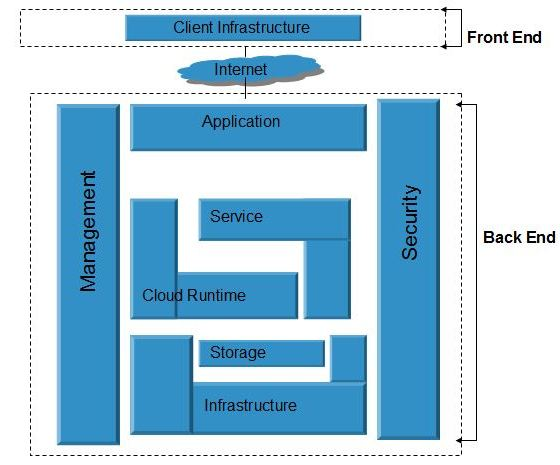 Client Infrastructure
Front End
Internet
Application
Management
Security
Service
Back End
Cloud Runtime
Storage
Infrastructure